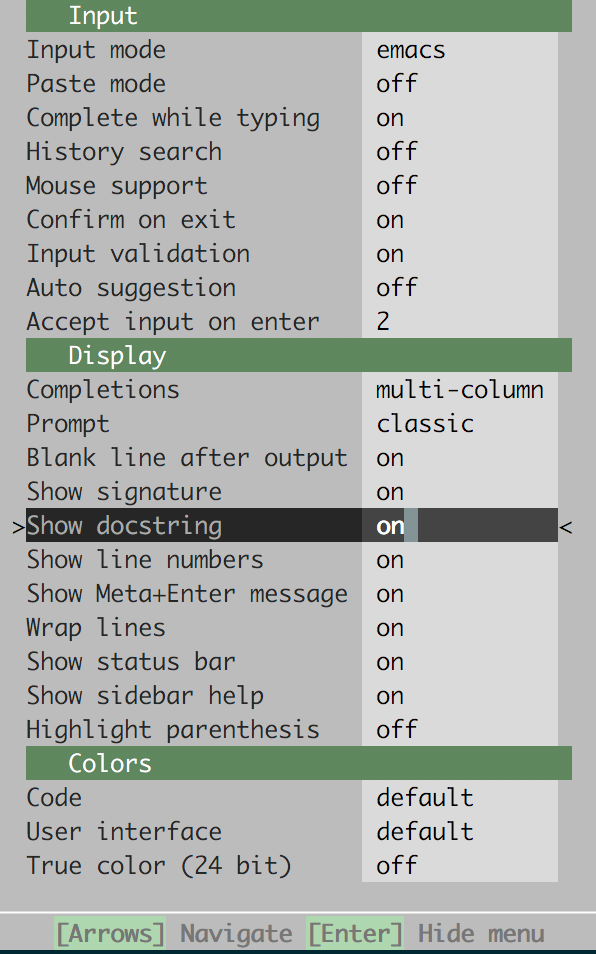 Input
Input mode emacs
Paste mode off
Complete while typing on
History search off
Mouse support off
Confirm on exit on
Input validation on
Auto suggestion off
Accept input on enter 2
Display
Completions multi-column
Prompt classic
Blank line after output on
Show signature on
>Show docstring on <
Show line numbers on
Show Meta+Enter message on
Wrap lines on
Show status bar on
Show sidebar help on
Highlight parenthesis off
Colors
Code default
User interface default
True color (24 bit) off
[Arrows] Navigate [Enter] Hide menu